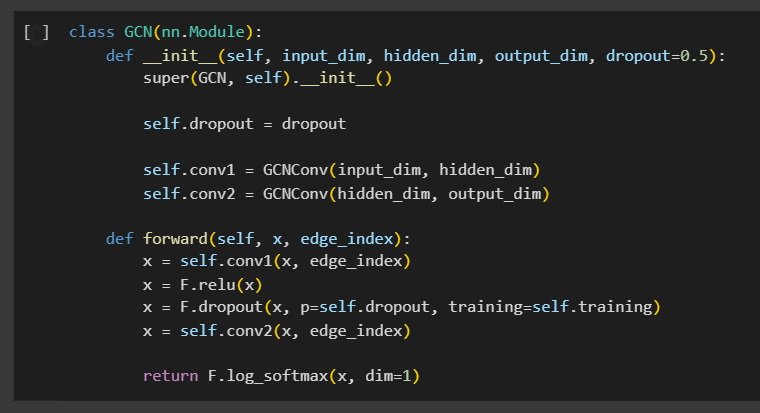 [ ] class GCN(nn.Module):
def __init__(self, input_dim, hidden_dim, output_dim, dropout=0.5):
super(GCN, self).__init__()
self.dropout = dropout
self.conv1 = GCNConv(input_dim, hidden_dim)
self.conv2 = GCNConv(hidden_dim, output_dim)
def forward(self, x, edge_index):
x = self.conv1(x, edge_index)
x = F.relu(x)
x = F.dropout(x, p=self.dropout, training=self.training)
x = self.conv2(x, edge_index)
return F.log_softmax(x, dim=1)